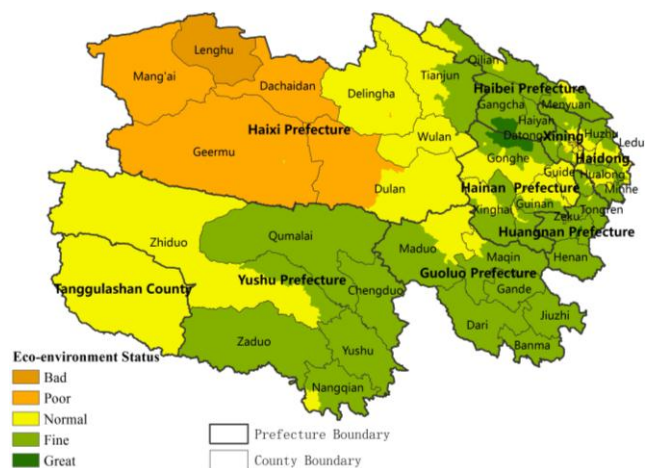 Lenghu
Mang'ai
Dachaidan
Delingha
Tianjun
Qilian
Haibei Prefecture
Gangcha
Menyuan
Haiyan
Haixi Prefecture
Datong
Xining
Huzhu
Ledu
Wulan
Geermu
Gonghe
Haidong
Guide
Hualong
Dulan
Hainan Prefecture
Minhe
Xinghai
Guinan
Tongren
Zeku
Huangnan Prefecture
Qumalai
Zhiduo
Maduo
Maqin
Henan
Tanggulashan County
Yushu Prefecture
Guoluo Prefecture
Chengduo
Gande
Dari
Jiuzhi
Zaduo
Yushu
Banma
Nangqian
Eco-environment Status
Bad
Poor
Normal
Fine
Great
Prefecture Boundary
County Boundary